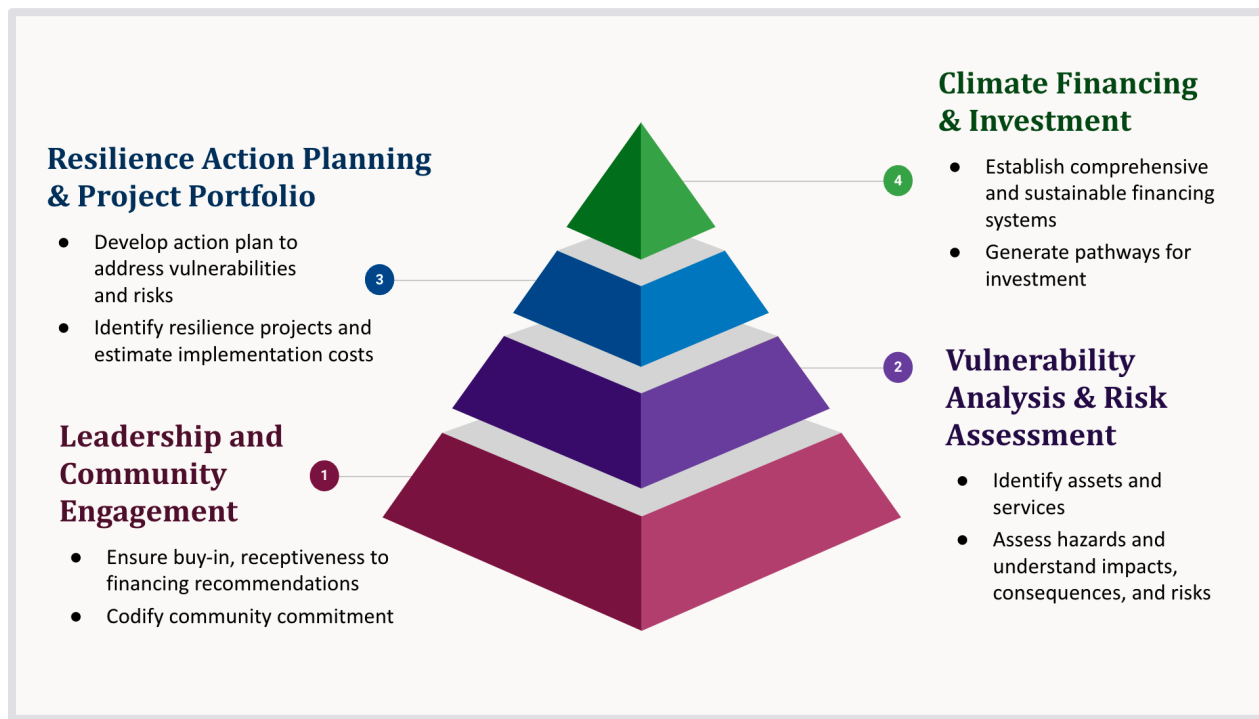 Climate Financing
& Investment
● Establish comprehensive
and sustainable financing
systems
● Generate pathways for
investment
4
Resilience Action Planning
& Project Portfolio
● Develop action plan to
address vulnerabilities
and risks
● Identify resilience projects and
estimate implementation costs
3
Vulnerability
Analysis & Risk
Assessment
● Identify assets and
services
● Assess hazards and
understand impacts,
consequences, and risks
2
Leadership and
Community
Engagement
● Ensure buy-in, receptiveness to
financing recommendations
● Codify community commitment
1